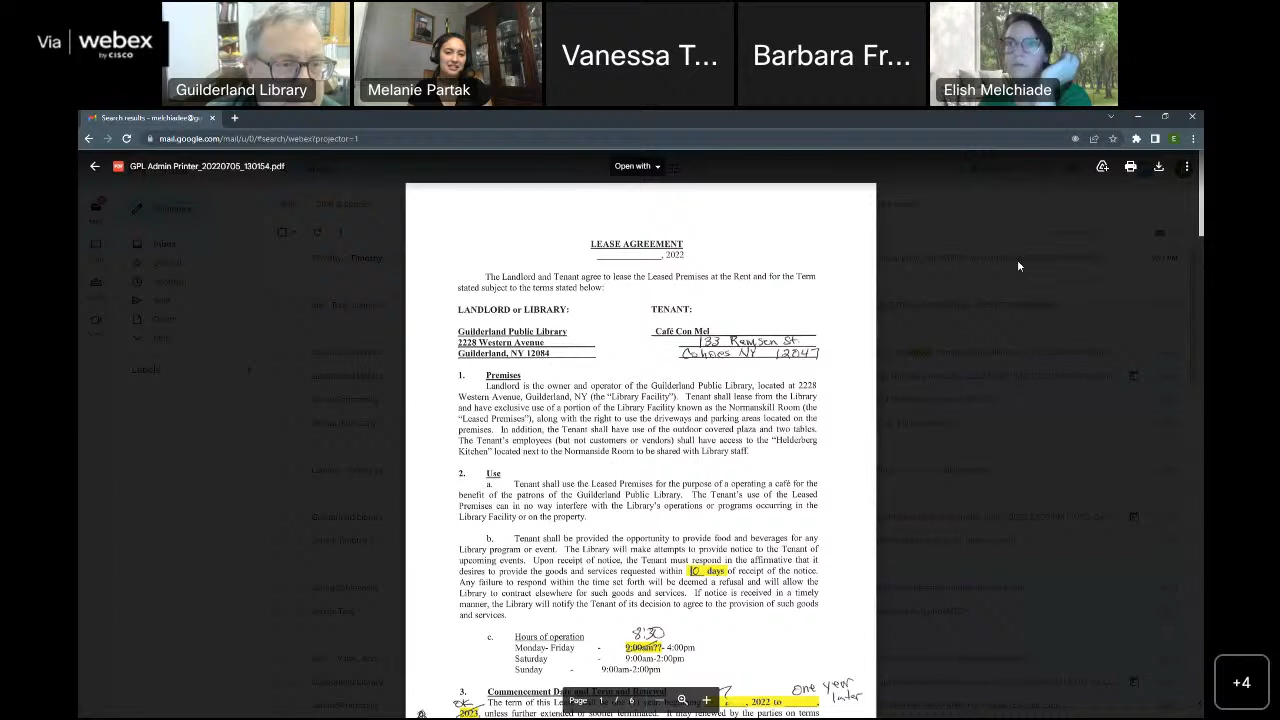 Via webex
by CISCO
Guilderland Library
Melanie Partak
Vanessa T...
Barbara Fr...
Elish Melchiade
mail.google.com/mail/u/0/#search/webex?projector=1
GPL Admin Printer_20220705_130154.pdf
Open with
LEASE AGREEMENT
, 2022
The Landlord and Tenant agree to lease the Leased Premises at the Rent and for the Term
stated subject to the terms stated below:
LANDLORD or LIBRARY: TENANT:
Guilderland Public Library Café Con Mel
2228 Western Avenue 133 Remsen St.
Guilderland, NY 12084 Cohoes NY 12047
1. Premises
Landlord is the owner and operator of the Guilderland Public Library, located at 2228
Western Avenue, Guilderland, NY (the “Library Facility”). Tenant shall lease from the Library
and have exclusive use of a portion of the Library Facility known as the Normanskill Room (the
“Leased Premises”), along with the right to use the driveways and parking areas located on the
premises. In addition, the Tenant shall have use of the outdoor covered plaza and two tables.
The Tenant’s employees (but not customers or vendors) shall have access to the “Helderberg
Kitchen” located next to the Normanside Room to be shared with Library staff.
2. Use
a. Tenant shall use the Leased Premises for the purpose of a operating a café for the
benefit of the patrons of the Guilderland Public Library. The Tenant’s use of the Leased
Premises can in no way interfere with the Library’s operations or programs occurring in the
Library Facility or on the property.
b. Tenant shall be provided the opportunity to provide food and beverages for any
Library program or event. The Library will make attempts to provide notice to the Tenant of
upcoming events. Upon receipt of notice, the Tenant must respond in the affirmative that it
desires to provide the goods and services requested within 10 days of receipt of the notice.
Any failure to respond within the time set forth will be deemed a refusal and will allow the
Library to contract elsewhere for such goods and services. If notice is received in a timely
manner, the Library will notify the Tenant of its decision to agree to the provision of such goods
and services.
8:30
c. Hours of operation
Monday- Friday - 9:00am??- 4:00pm
Saturday - 9:00am-2:00pm
Sunday - 9:00am-2:00pm
one year later
3. Commencement Date and Term and Renewal
The term of this , 2022 to
2023, unless further extended or sooner terminated. It may renewed by the parties on terms
Page 1 / 6
Labels
+4